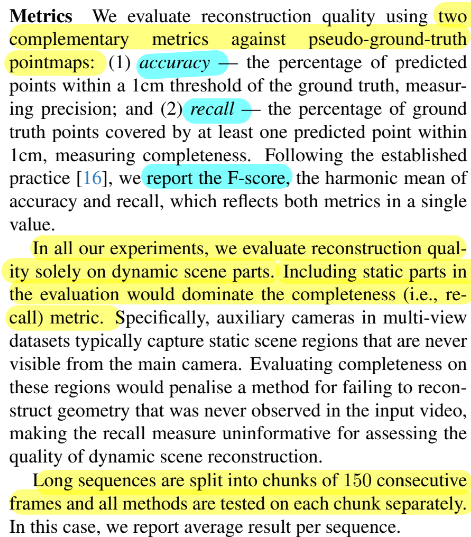 Metrics We evaluate reconstruction quality using two
complementary metrics against pseudo-ground-truth
pointmaps: (1) accuracy — the percentage of predicted
points within a 1cm threshold of the ground truth, measur-
ing precision; and (2) recall — the percentage of ground
truth points covered by at least one predicted point within
1cm, measuring completeness. Following the established
practice [16], we report the F-score, the harmonic mean of
accuracy and recall, which reflects both metrics in a single
value.
In all our experiments, we evaluate reconstruction qual-
ity solely on dynamic scene parts. Including static parts in
the evaluation would dominate the completeness (i.e., re-
call) metric. Specifically, auxiliary cameras in multi-view
datasets typically capture static scene regions that are never
visible from the main camera. Evaluating completeness on
these regions would penalise a method for failing to recon-
struct geometry that was never observed in the input video,
making the recall measure uninformative for assessing the
quality of dynamic scene reconstruction.
Long sequences are split into chunks of 150 consecutive
frames and all methods are tested on each chunk separately.
In this case, we report average result per sequence.